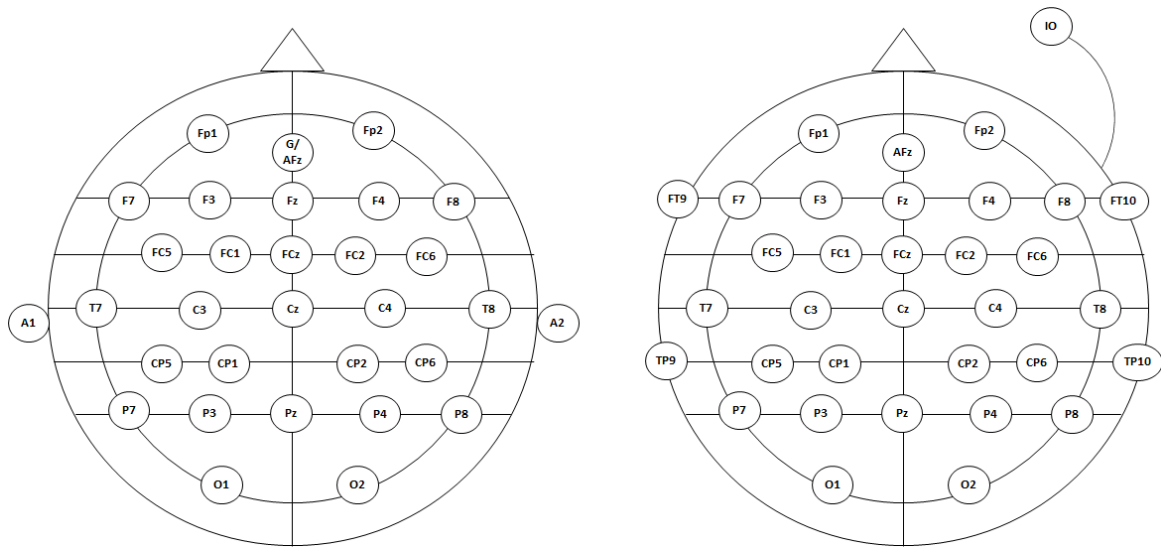 Fp1
Fp2
G/
AFz
F7
F3
Fz
F4
F8
FC5
FC1
FCz
FC2
FC6
A1
T7
C3
Cz
C4
T8
A2
CP5
CP1
CP2
CP6
P7
P3
Pz
P4
P8
O1
O2
IO
Fp1
Fp2
AFz
FT9
F7
F3
Fz
F4
F8
FT10
FC5
FC1
FCz
FC2
FC6
T7
C3
Cz
C4
T8
TP9
CP5
CP1
CP2
CP6
TP10
P7
P3
Pz
P4
P8
O1
O2